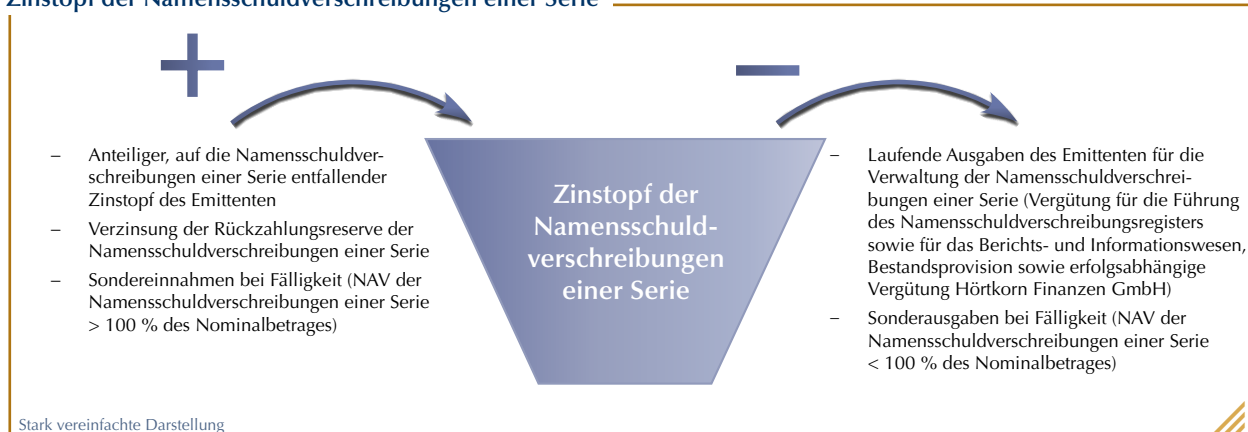 Zinstopf der Namensschuldverschreibungen einer Serie
+
–
– Anteiliger, auf die Namensschuldver-
schreibungen einer Serie entfallender
Zinstopf des Emittenten
– Verzinsung der Rückzahlungsreserve der
Namensschuldverschreibungen einer Serie
– Sondereinnahmen bei Fälligkeit (NAV der
Namensschuldverschreibungen einer Serie
> 100 % des Nominalbetrages)
Zinstopf der
Namensschuld-
verschreibungen
einer Serie
– Laufende Ausgaben des Emittenten für die
Verwaltung der Namensschuldverschrei-
bungen einer Serie (Vergütung für die Führung
des Namensschuldverschreibungsregisters
sowie für das Berichts- und Informationswesen,
Bestandsprovision sowie erfolgsabhängige
Vergütung Hörtkorn Finanzen GmbH)
– Sonderausgaben bei Fälligkeit (NAV der
Namensschuldverschreibungen einer Serie
< 100 % des Nominalbetrages)
Stark vereinfachte Darstellung